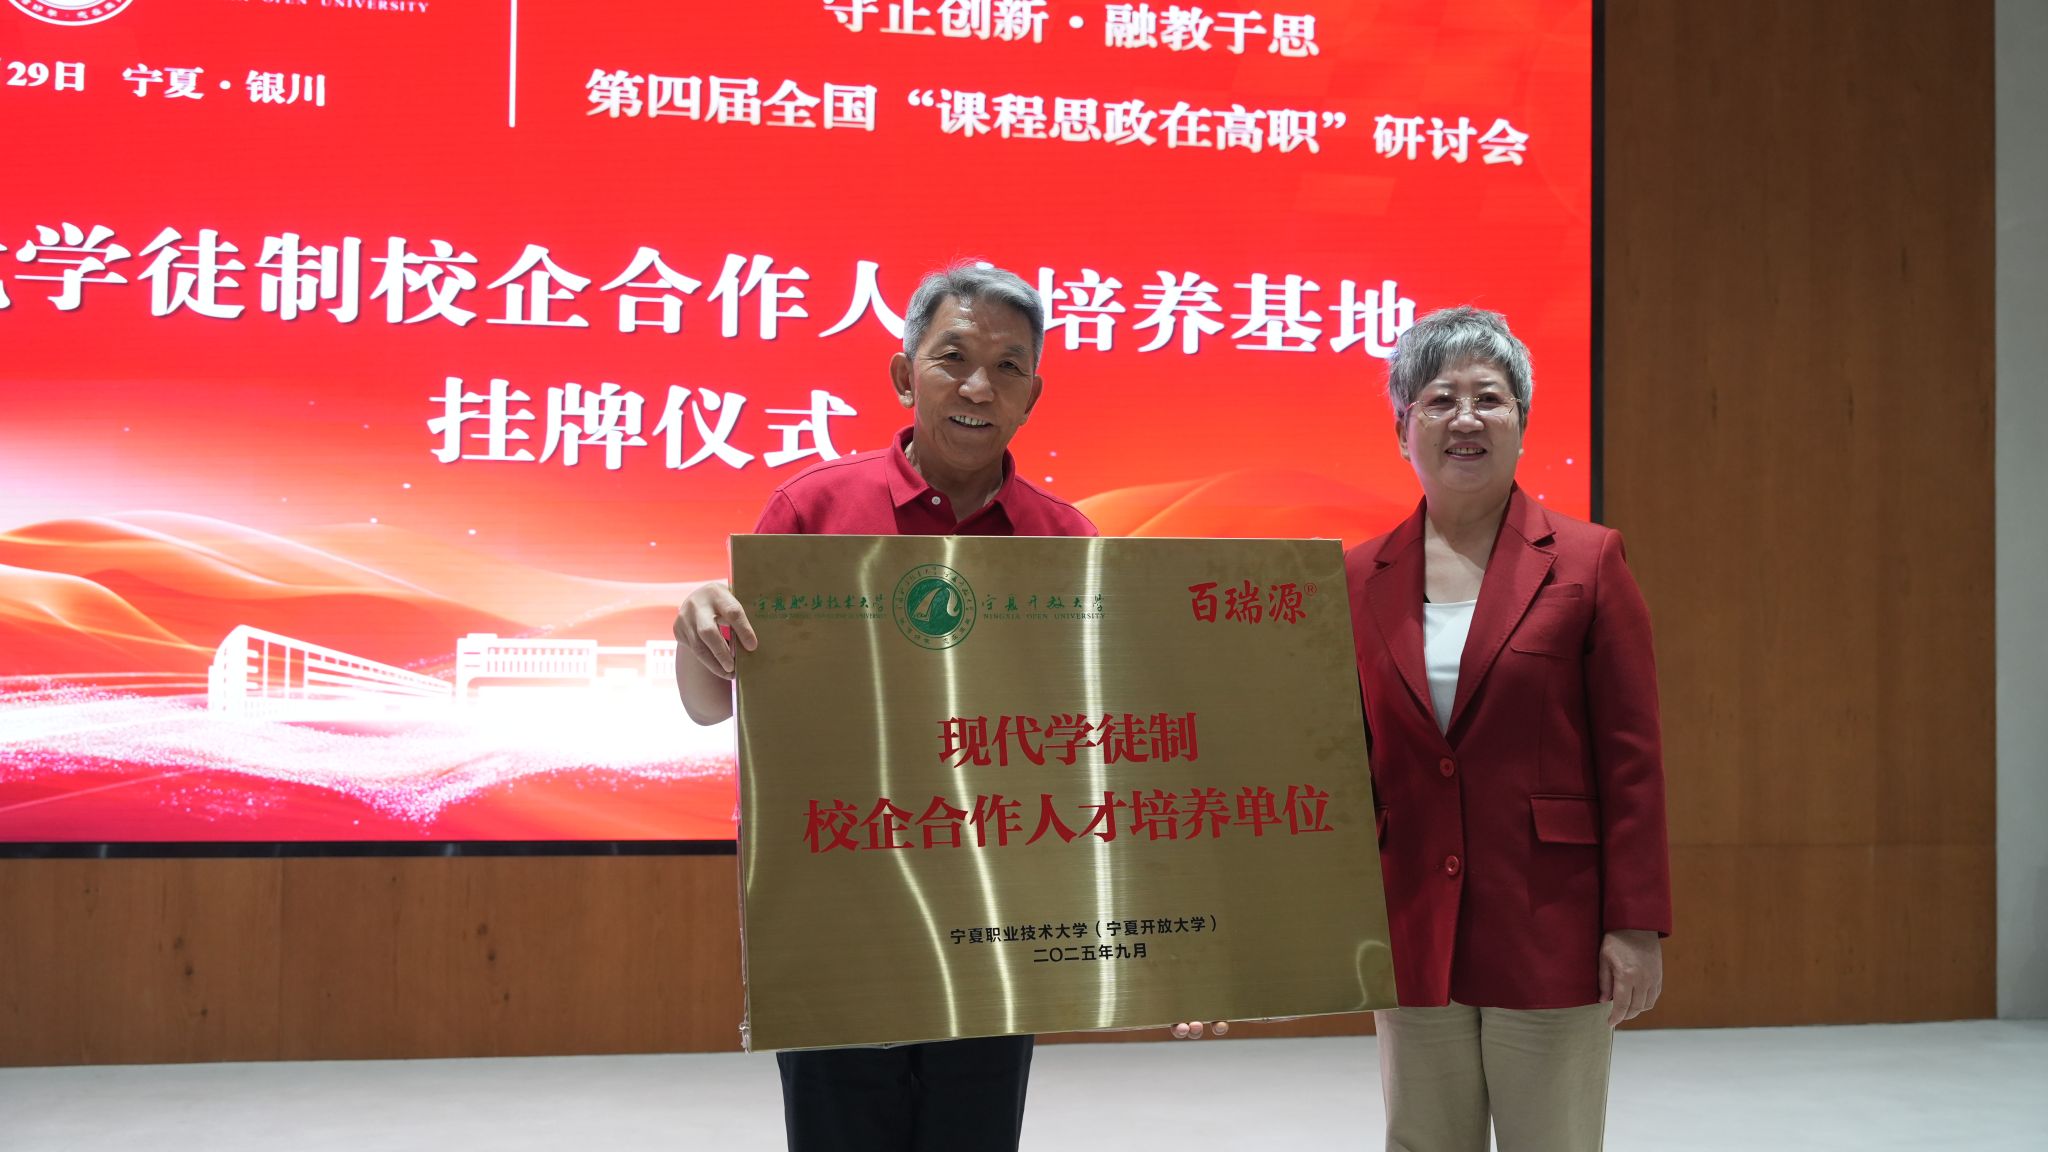 OPEN UNIVERSITY
29日 宁夏·银川
守正创新·融教于思
第四届全国“课程思政在高职”研讨会
学徒制校企合作人 培养基地
挂牌仪式
宁夏职业技术大学 宁夏开放大学
NINGXIA OPEN UNIVERSITY
百瑞源®
现代学徒制
校企合作人才培养单位
宁夏职业技术大学(宁夏开放大学)
二〇二五年九月